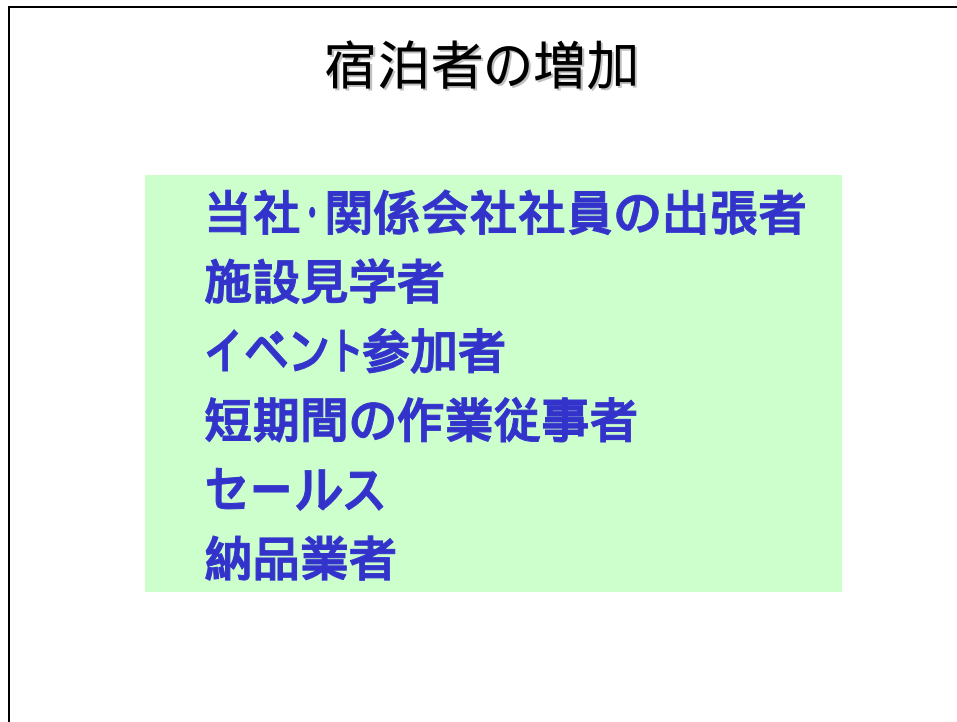 宿泊者の増加
当社・関係会社社員の出張者
施設見学者
イベント参加者
短期間の作業従事者
セールス
納品業者